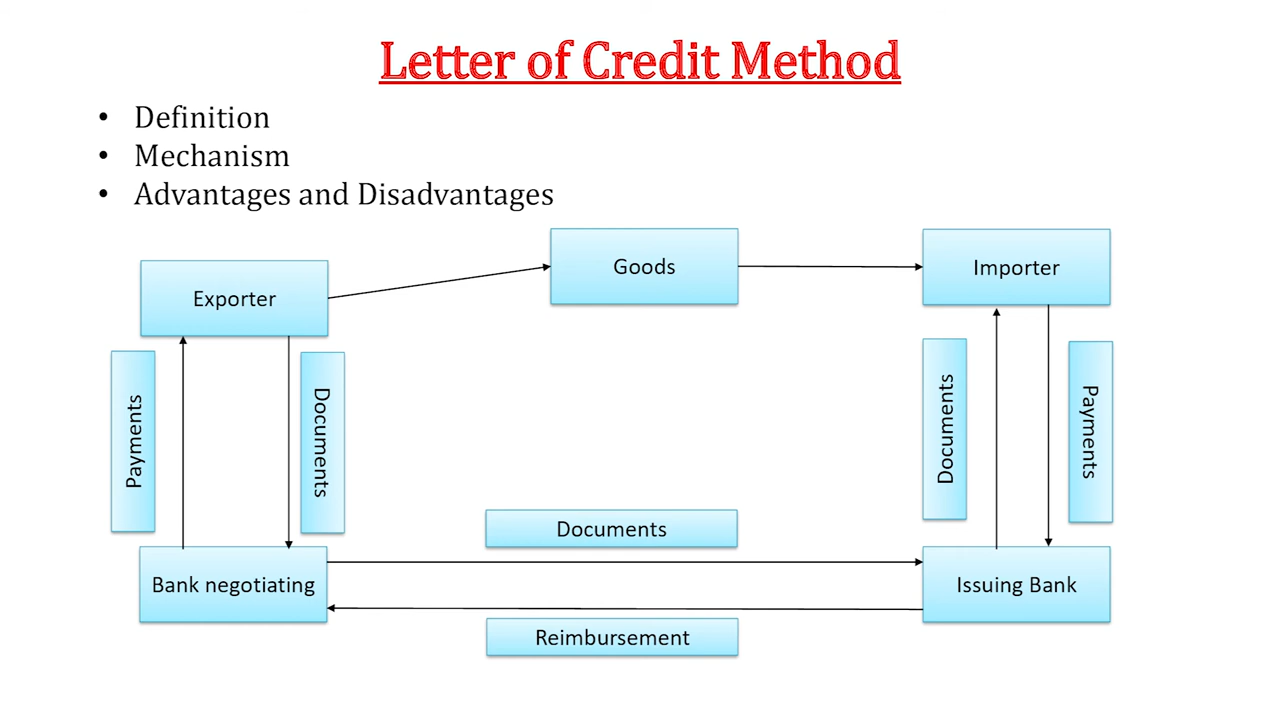 Letter of Credit Method
• Definition
• Mechanism
• Advantages and Disadvantages
Goods
Importer
Exporter
Payments
Documents
Documents
Payments
Documents
Bank negotiating
Issuing Bank
Reimbursement